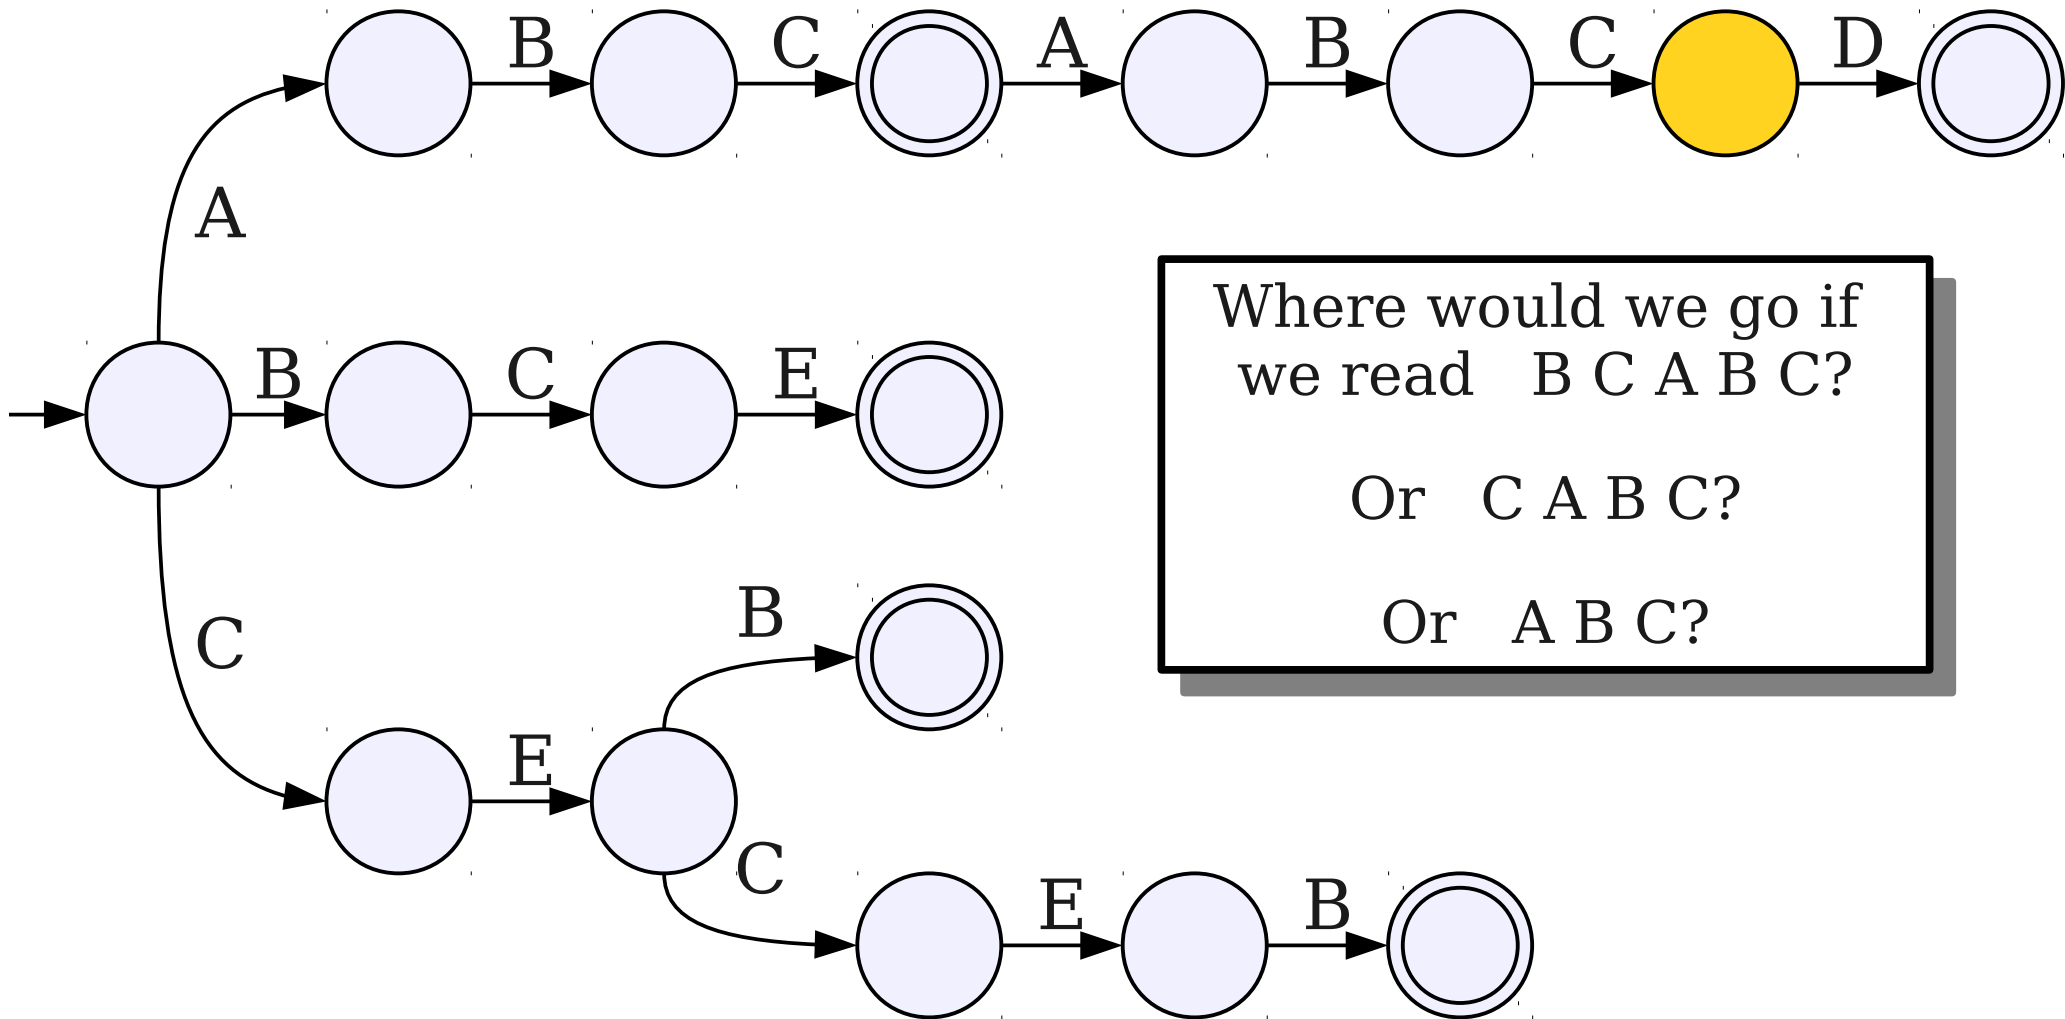 B C A B C D
A
B C E
C
B
E
C
E B
Where would we go if
we read B C A B C?
Or C A B C?
Or A B C?